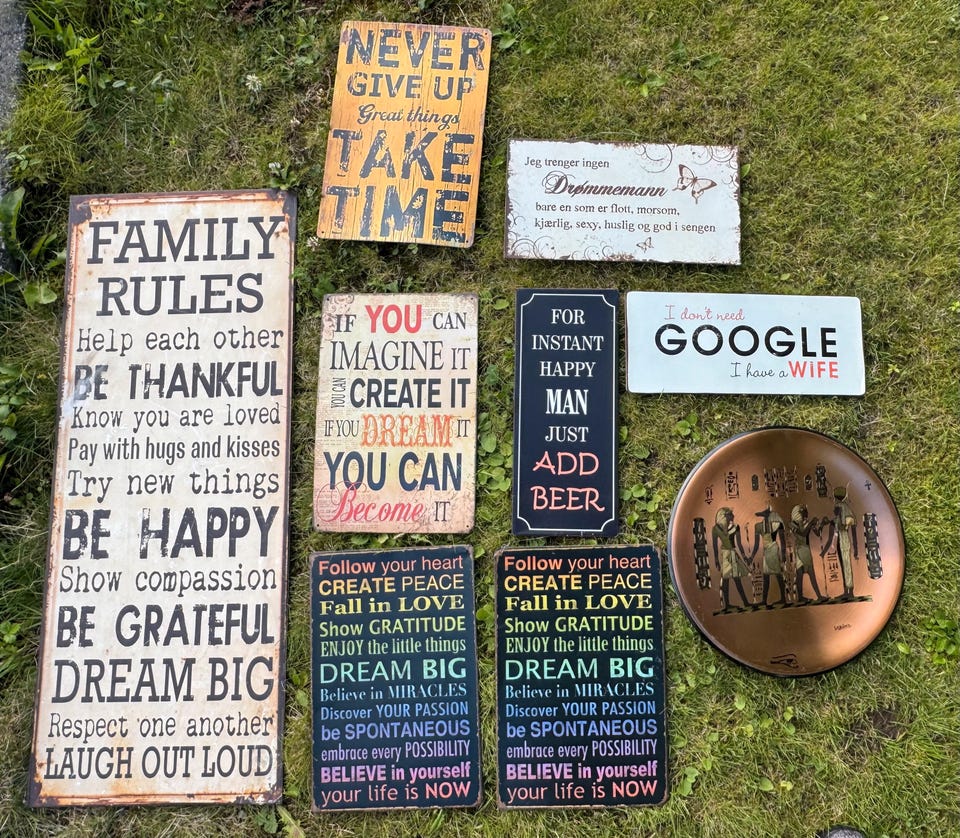 FAMILY
RULES
Help each other
BE THANKFUL
Know you are loved
Pay with hugs and kisses
Try new things
BE HAPPY
Show compassion
BE GRATEFUL
DREAM BIG
Respect one another
LAUGH OUT LOUD
NEVER
GIVE UP
Great things
TAKE
TIME
Jeg trenger ingen
Drømmemann
bare en som er flott, morsom,
kjærlig, sexy, huslig og god i sengen
IF YOU CAN
IMAGINE IT
YOU CAN CREATE IT
IF YOU DREAM IT
YOU CAN
Become IT
FOR
INSTANT
HAPPY
MAN
JUST
ADD
BEER
I don't need
GOOGLE
I have a WiFE
Follow your heart
CREATE PEACE
Fall in LOVE
Show GRATITUDE
ENJOY the little things
DREAM BIG
Believe in MIRACLES
Discover YOUR PASSION
be SPONTANEOUS
embrace every POSSIBILITY
BELIEVE in yourself
your life is NOW
Follow your heart
CREATE PEACE
Fall in LOVE
Show GRATITUDE
ENJOY the little things
DREAM BIG
Believe in MIRACLES
Discover YOUR PASSION
be SPONTANEOUS
embrace every POSSIBILITY
BELIEVE in yourself
your life is NOW